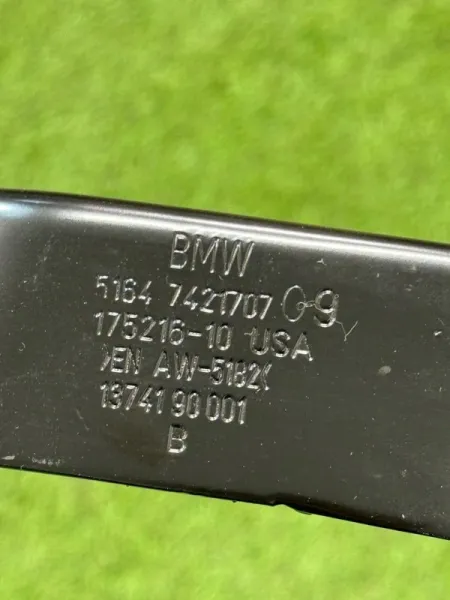 BMW
5164 7421707 09
175216-10 USA
>EN AW-5182<
13741 90 001
B